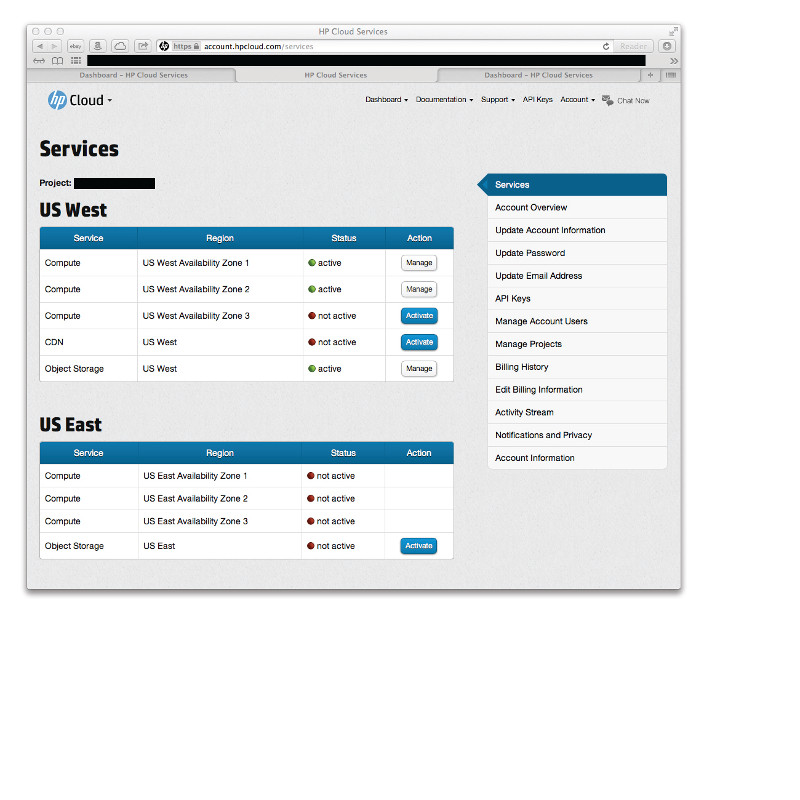 HP Cloud Services
ebay https account.hpcloud.com/services Reader
Dashboard – HP Cloud Services HP Cloud Services Dashboard – HP Cloud Services +
hp Cloud Dashboard Documentation Support API Keys Account Chat Now
Services
Project:
US West
Service Region Status Action
Compute US West Availability Zone 1 active Manage
Compute US West Availability Zone 2 active Manage
Compute US West Availability Zone 3 not active Activate
CDN US West not active Activate
Object Storage US West active Manage
US East
Service Region Status Action
Compute US East Availability Zone 1 not active
Compute US East Availability Zone 2 not active
Compute US East Availability Zone 3 not active
Object Storage US East not active Activate
Services
Account Overview
Update Account Information
Update Password
Update Email Address
API Keys
Manage Account Users
Manage Projects
Billing History
Edit Billing Information
Activity Stream
Notifications and Privacy
Account Information